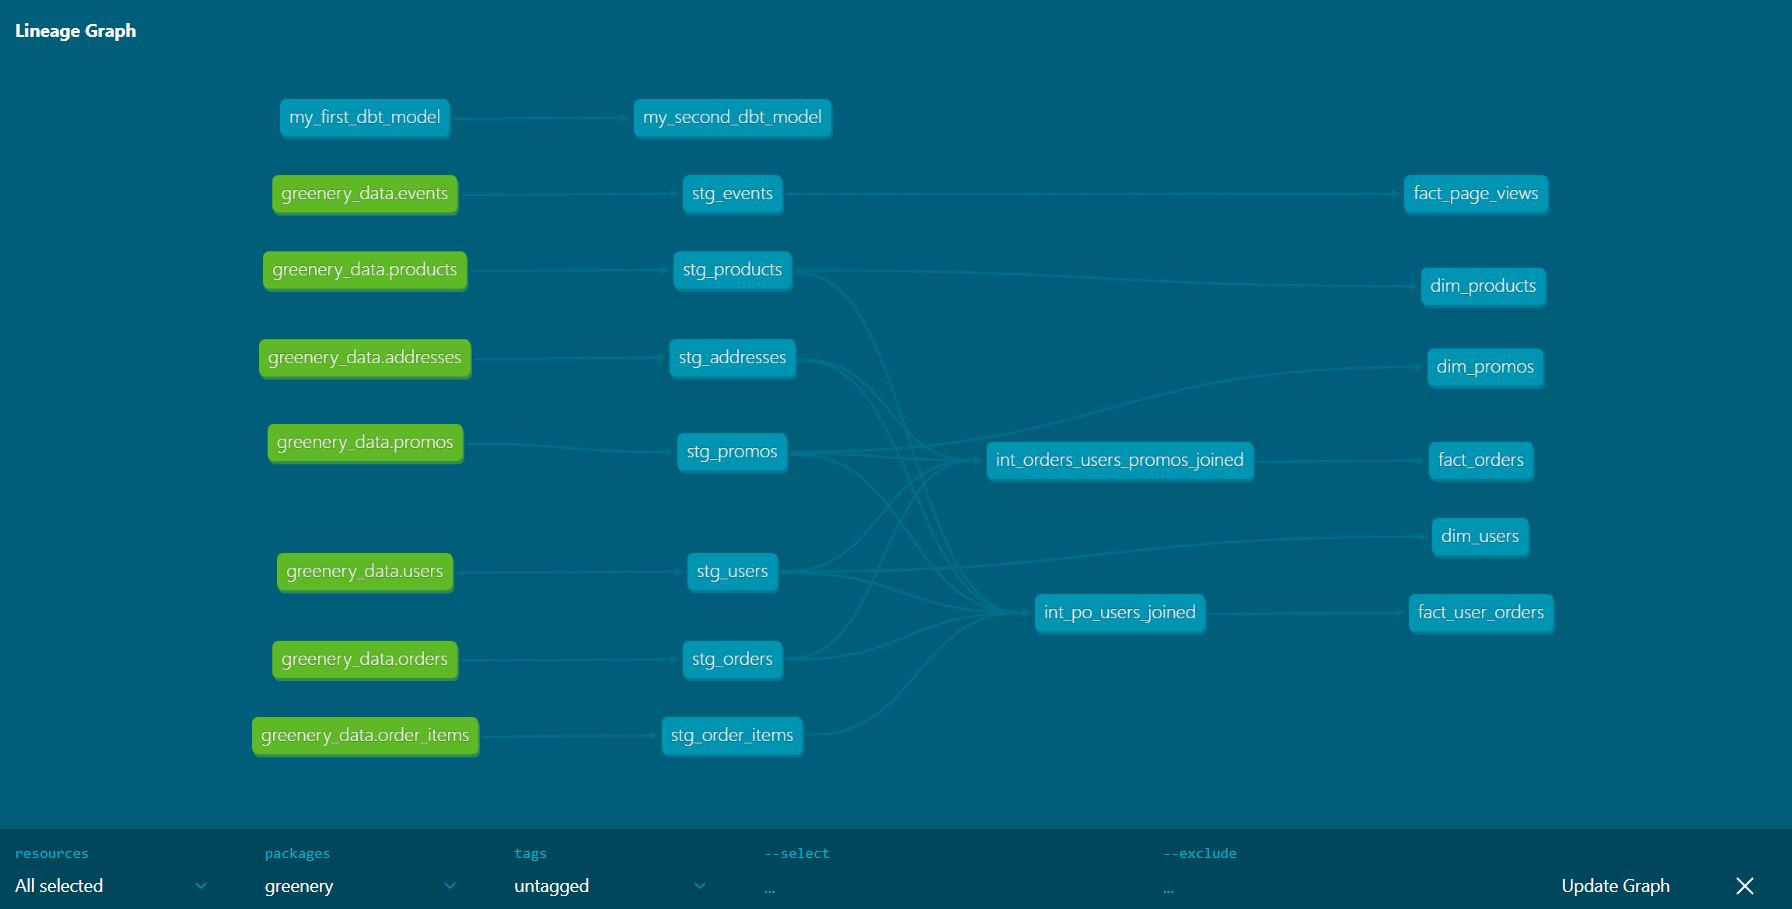 Lineage Graph
my_first_dbt_model
my_second_dbt_model
greenery_data.events
stg_events
fact_page_views
greenery_data.products
stg_products
dim_products
greenery_data.addresses
stg_addresses
dim_promos
greenery_data.promos
stg_promos
int_orders_users_promos_joined
fact_orders
dim_users
greenery_data.users
stg_users
int_po_users_joined
fact_user_orders
greenery_data.orders
stg_orders
greenery_data.order_items
stg_order_items
resources
packages
tags
--select
--exclude
All selected
greenery
untagged
...
...
Update Graph